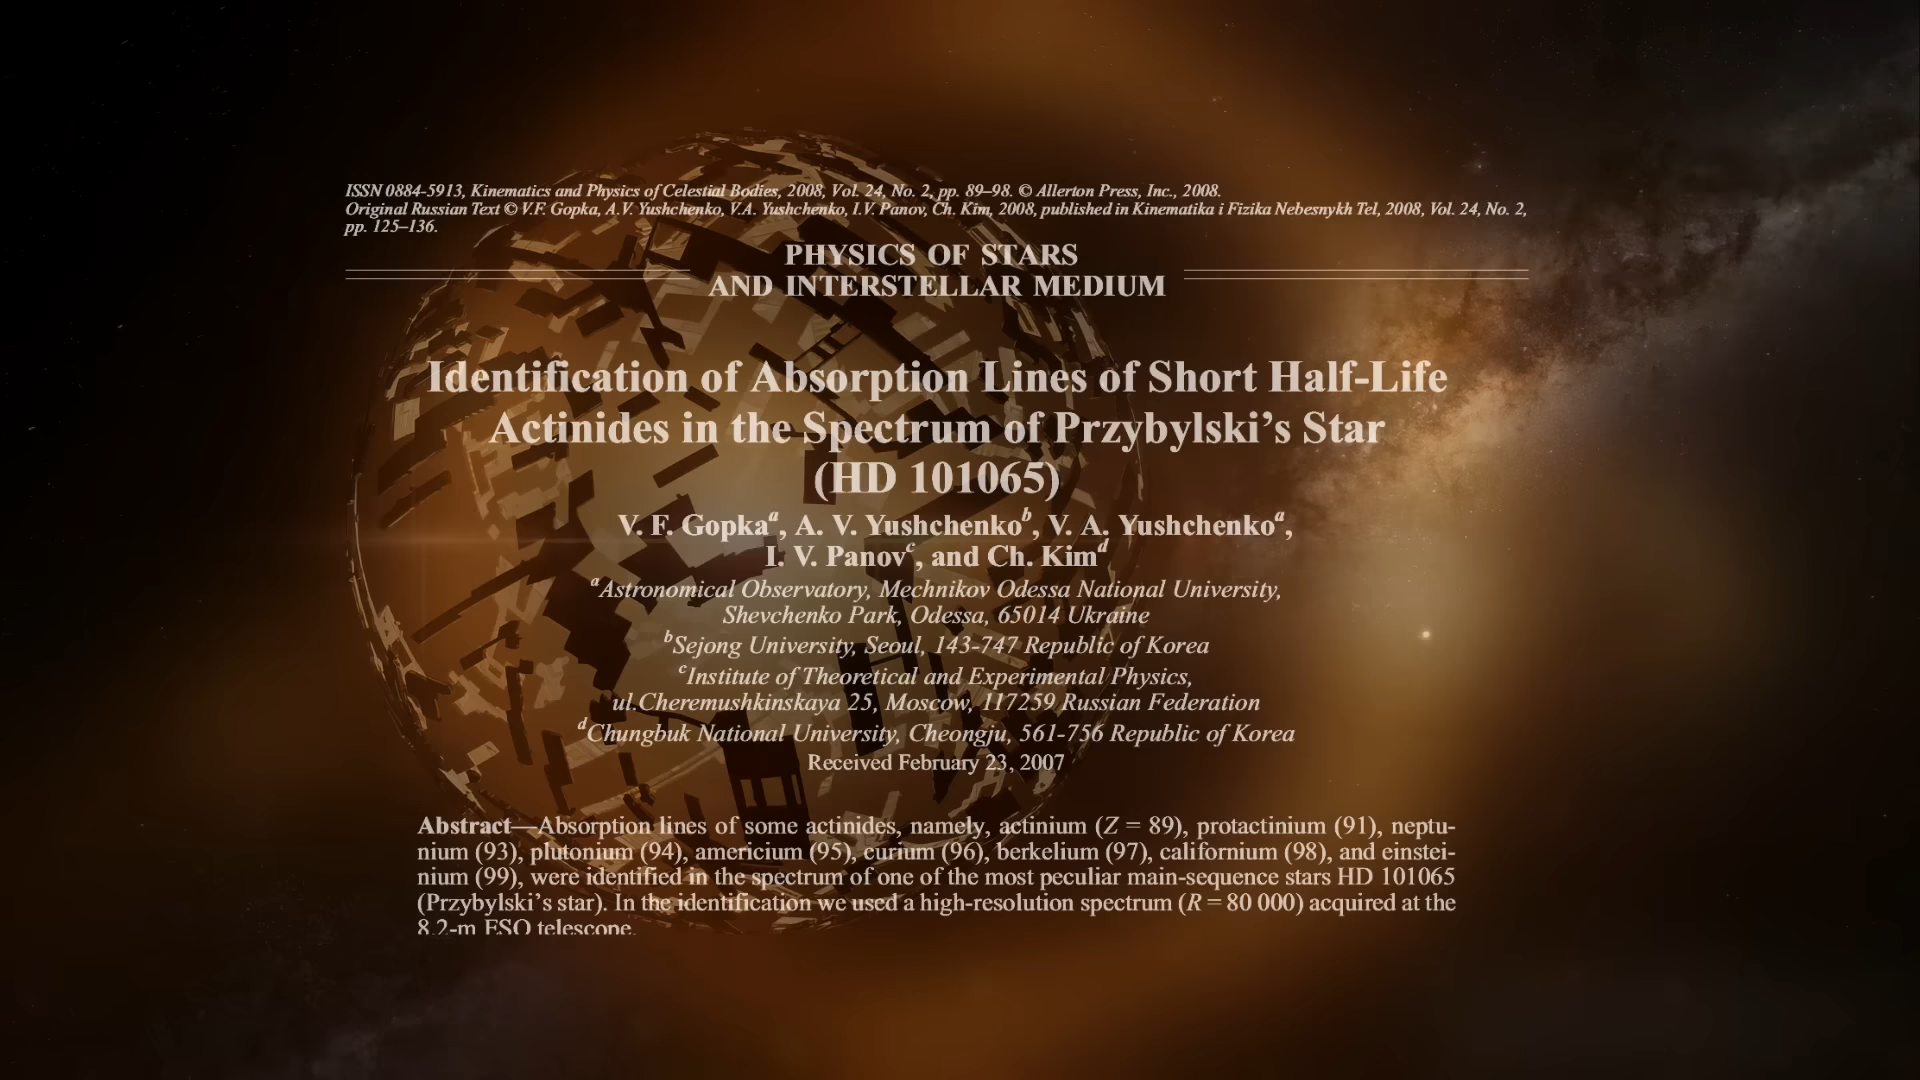 ISSN 0884-5913, Kinematics and Physics of Celestial Bodies, 2008, Vol. 24, No. 2, pp. 89–98. © Allerton Press, Inc., 2008.
Original Russian Text © V.F. Gopka, A.V. Yushchenko, V.A. Yushchenko, I.V. Panov, Ch. Kim, 2008, published in Kinematika i Fizika Nebesnykh Tel, 2008, Vol. 24, No. 2,
pp. 125–136.
PHYSICS OF STARS
AND INTERSTELLAR MEDIUM
Identification of Absorption Lines of Short Half-Life
Actinides in the Spectrum of Przybylski’s Star
(HD 101065)
V. F. Gopkaᵃ, A. V. Yushchenkoᵇ, V. A. Yushchenkoᵃ,
I. V. Panovᶜ, and Ch. Kimᵈ
ᵃAstronomical Observatory, Mechnikov Odessa National University,
Shevchenko Park, Odessa, 65014 Ukraine
ᵇSejong University, Seoul, 143-747 Republic of Korea
ᶜInstitute of Theoretical and Experimental Physics,
ul.Cheremushkinskaya 25, Moscow, 117259 Russian Federation
ᵈChungbuk National University, Cheongju, 561-756 Republic of Korea
Received February 23, 2007
Abstract—Absorption lines of some actinides, namely, actinium (Z = 89), protactinium (91), neptu-
nium (93), plutonium (94), americium (95), curium (96), berkelium (97), californium (98), and einstei-
nium (99), were identified in the spectrum of one of the most peculiar main-sequence stars HD 101065
(Przybylski’s star). In the identification we used a high-resolution spectrum (R = 80 000) acquired at the
8.2-m ESO telescope.